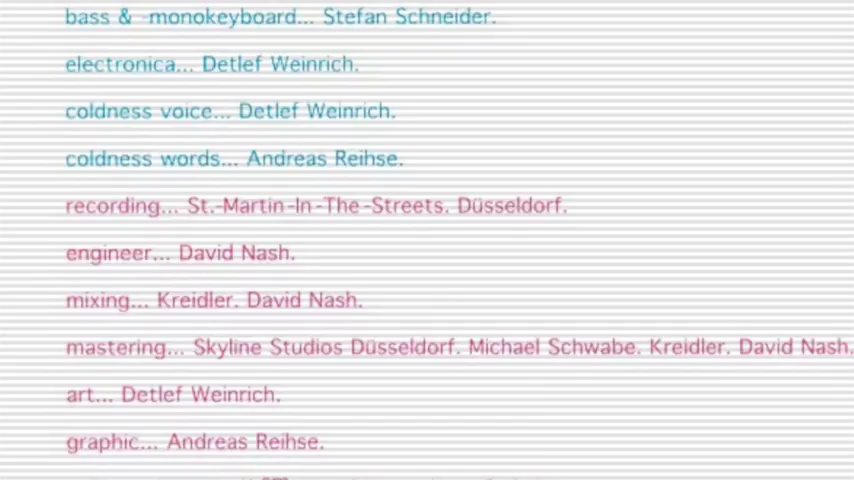 bass & -monokeyboard... Stefan Schneider.
electronica... Detlef Weinrich.
coldness voice... Detlef Weinrich.
coldness words... Andreas Reihse.
recording... St.-Martin-In-The-Streets. Düsseldorf.
engineer... David Nash.
mixing... Kreidler. David Nash.
mastering... Skyline Studios Düsseldorf. Michael Schwabe. Kreidler. David Nash.
art... Detlef Weinrich.
graphic... Andreas Reihse.